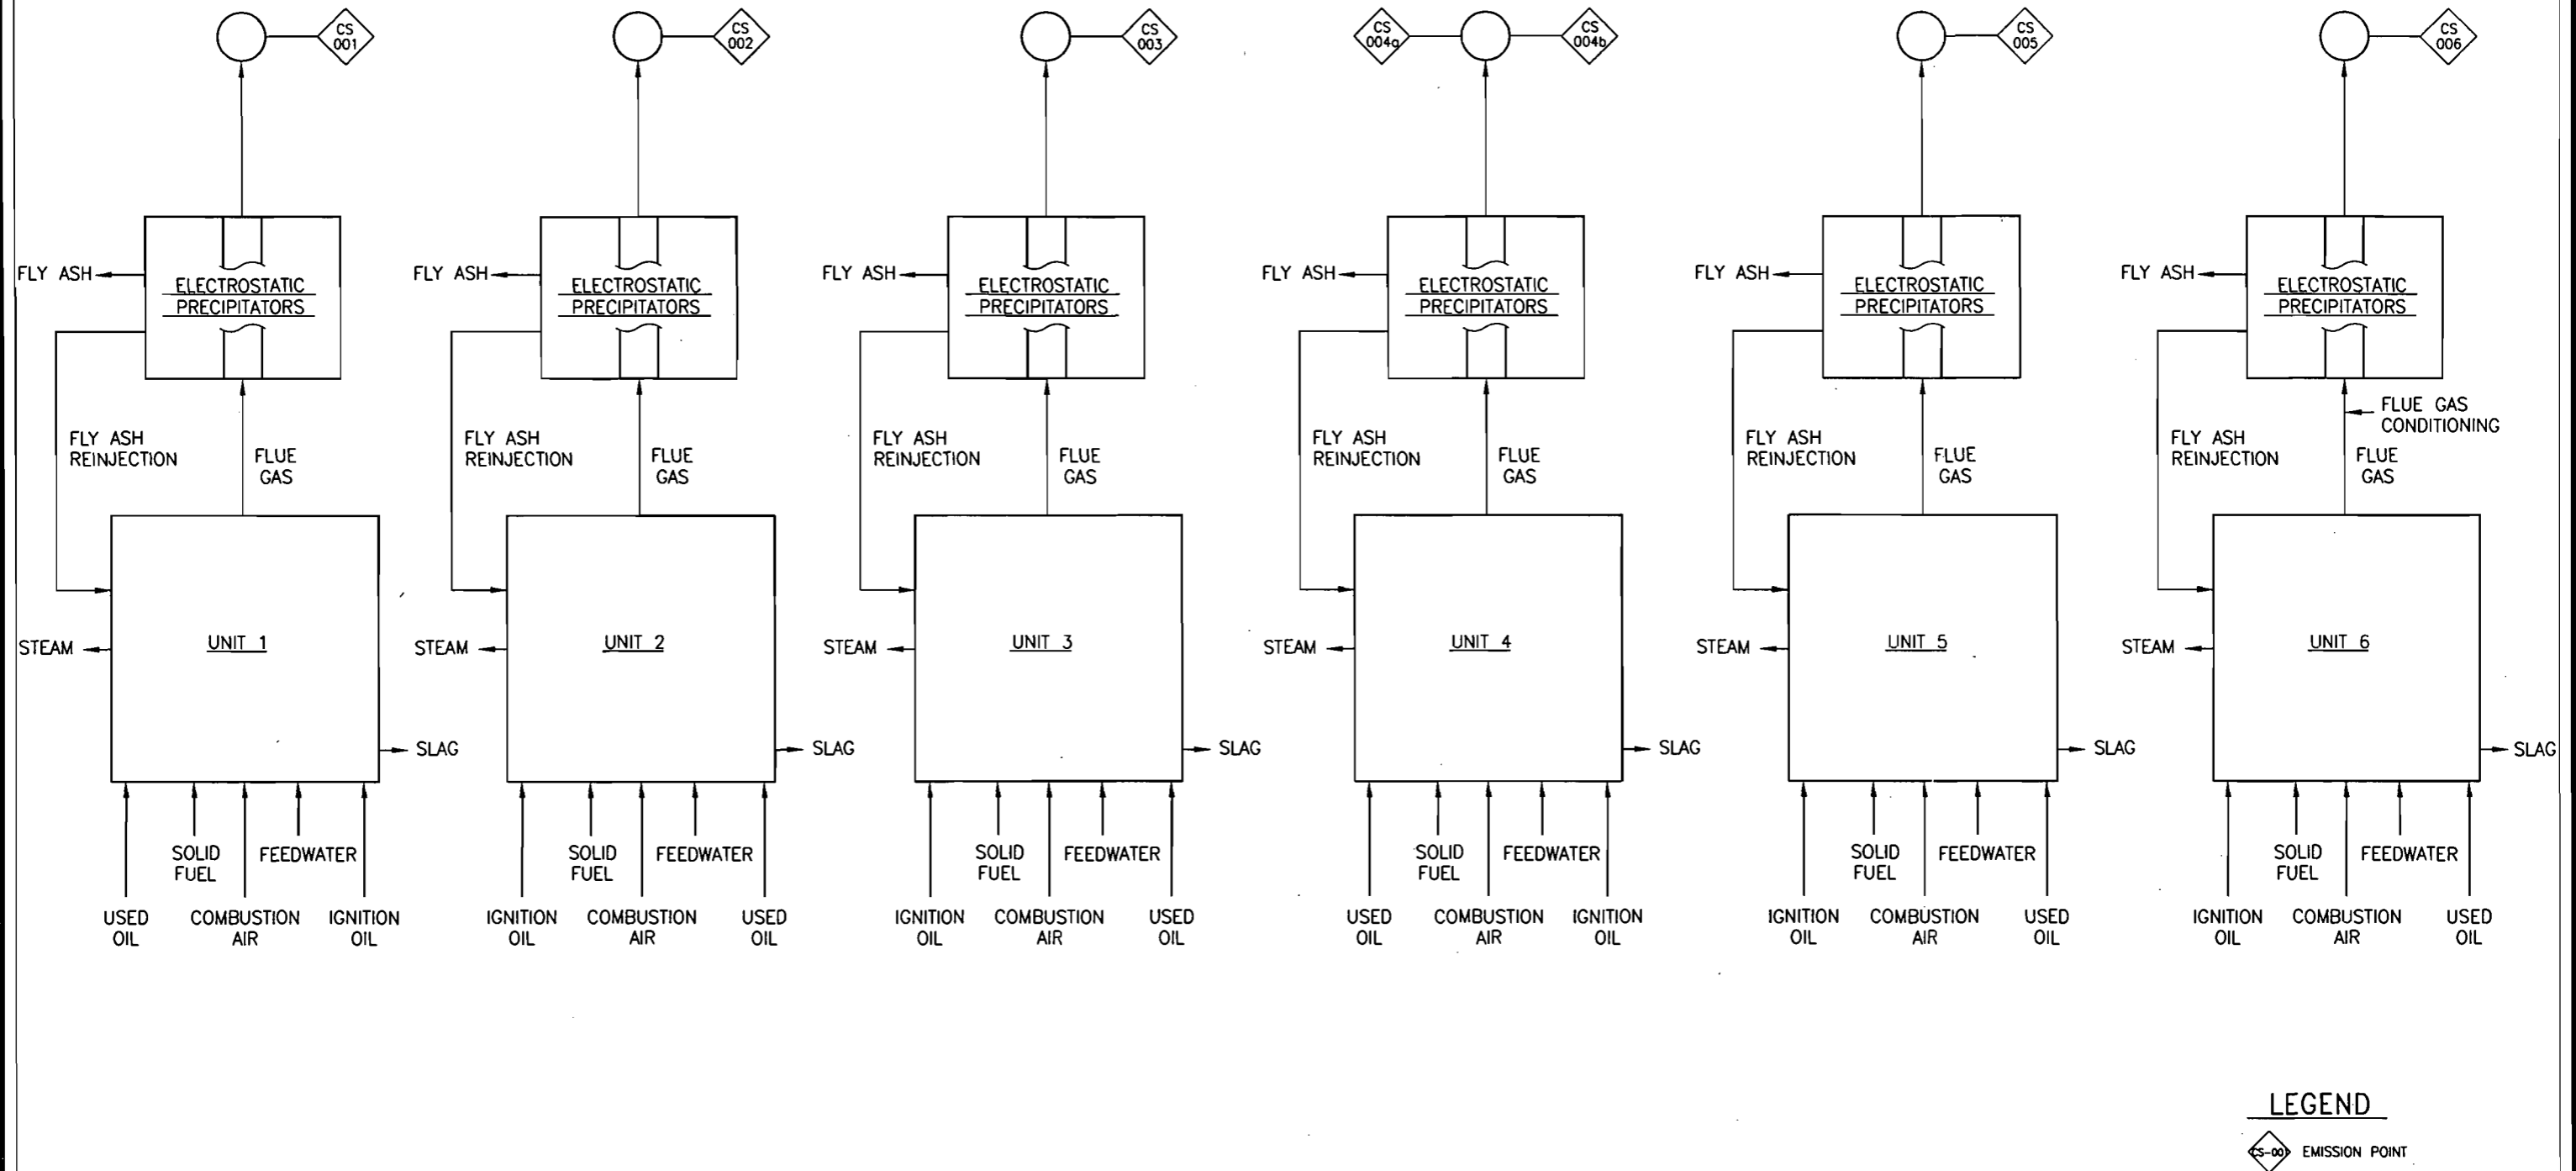 CS
001
CS
002
CS
003
CS
004a
CS
004b
CS
005
CS
006
FLY ASH
ELECTROSTATIC
PRECIPITATORS
FLY ASH
ELECTROSTATIC
PRECIPITATORS
FLY ASH
ELECTROSTATIC
PRECIPITATORS
FLY ASH
ELECTROSTATIC
PRECIPITATORS
FLY ASH
ELECTROSTATIC
PRECIPITATORS
FLY ASH
ELECTROSTATIC
PRECIPITATORS
FLUE GAS
CONDITIONING
FLY ASH
REINJECTION
FLUE
GAS
FLY ASH
REINJECTION
FLUE
GAS
FLY ASH
REINJECTION
FLUE
GAS
FLY ASH
REINJECTION
FLUE
GAS
FLY ASH
REINJECTION
FLUE
GAS
FLY ASH
REINJECTION
FLUE
GAS
STEAM
UNIT 1
STEAM
UNIT 2
STEAM
UNIT 3
STEAM
UNIT 4
STEAM
UNIT 5
STEAM
UNIT 6
SLAG
SLAG
SLAG
SLAG
SLAG
SLAG
SOLID
FUEL
FEEDWATER
SOLID
FUEL
FEEDWATER
SOLID
FUEL
FEEDWATER
SOLID
FUEL
FEEDWATER
SOLID
FUEL
FEEDWATER
SOLID
FUEL
FEEDWATER
USED
OIL
COMBUSTION
AIR
IGNITION
OIL
IGNITION
OIL
COMBUSTION
AIR
USED
OIL
IGNITION
OIL
COMBUSTION
AIR
USED
OIL
USED
OIL
COMBUSTION
AIR
IGNITION
OIL
IGNITION
OIL
COMBUSTION
AIR
USED
OIL
IGNITION
OIL
COMBUSTION
AIR
USED
OIL
LEGEND
EMISSION POINT